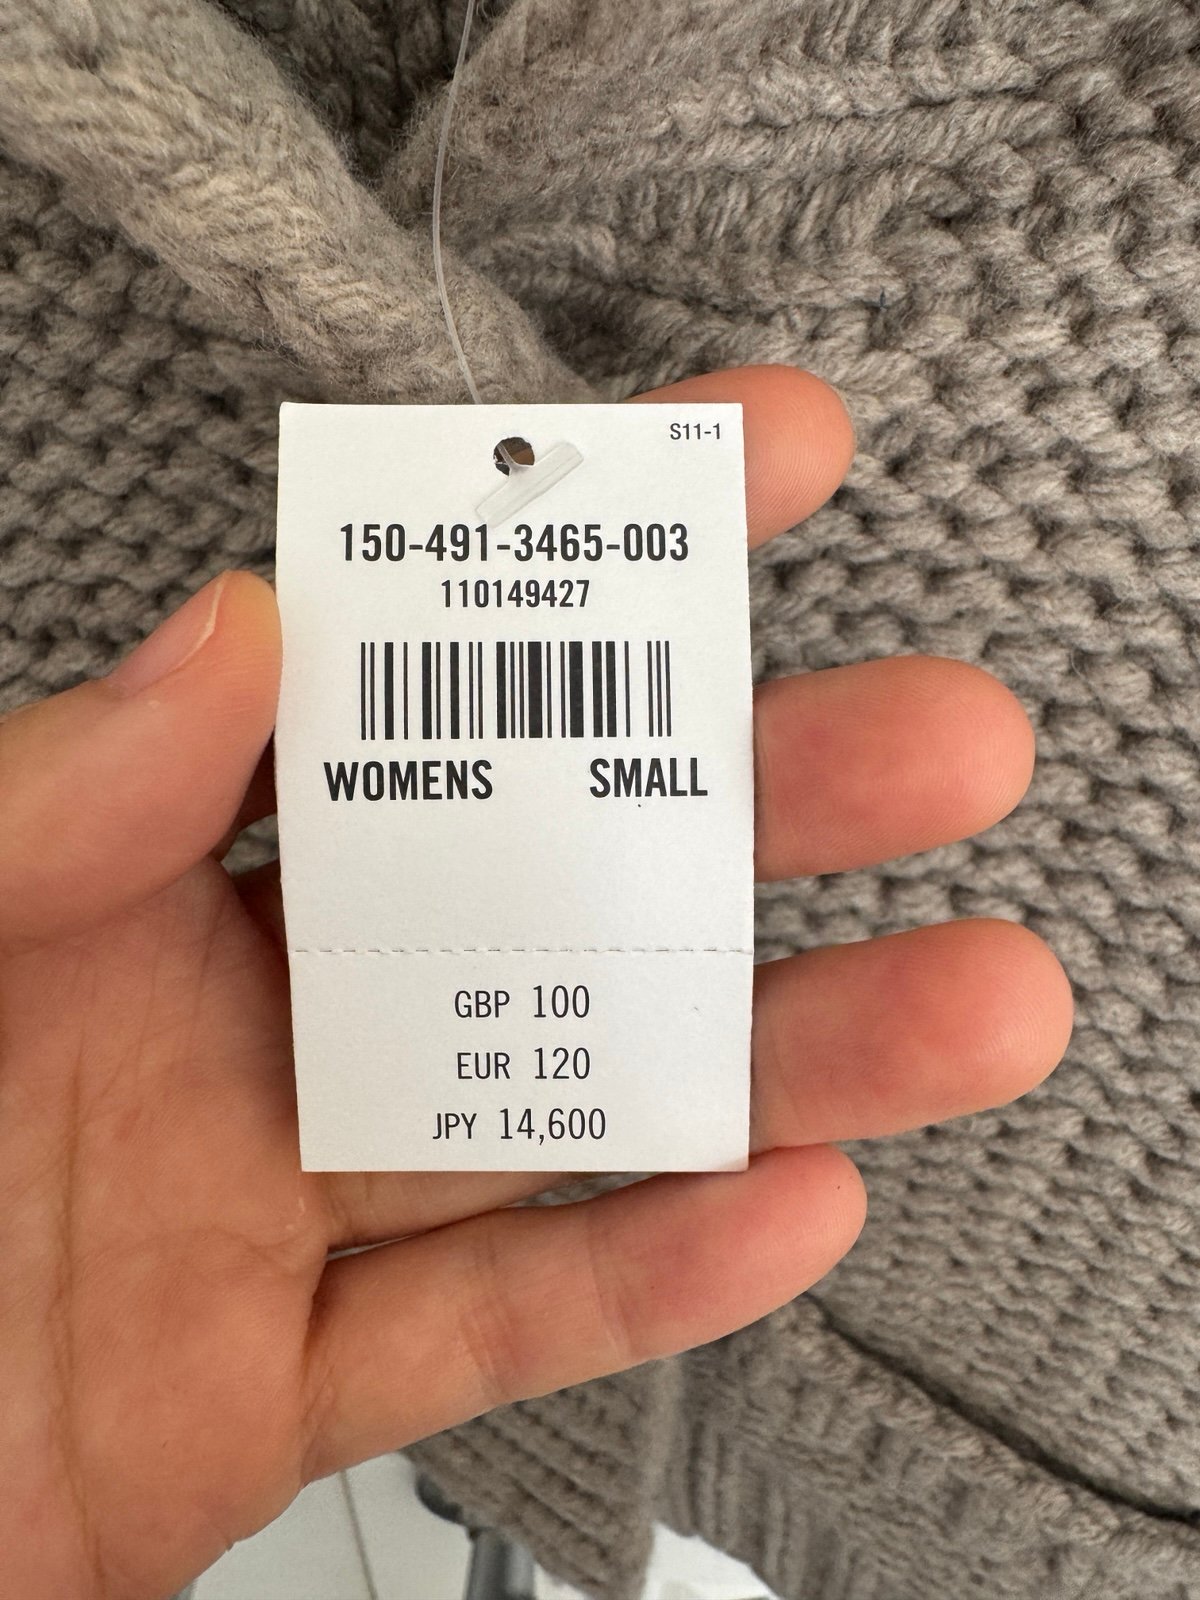 S11-1
150-491-3465-003
110149427
WOMENS SMALL
GBP 100
EUR 120
JPY 14,600